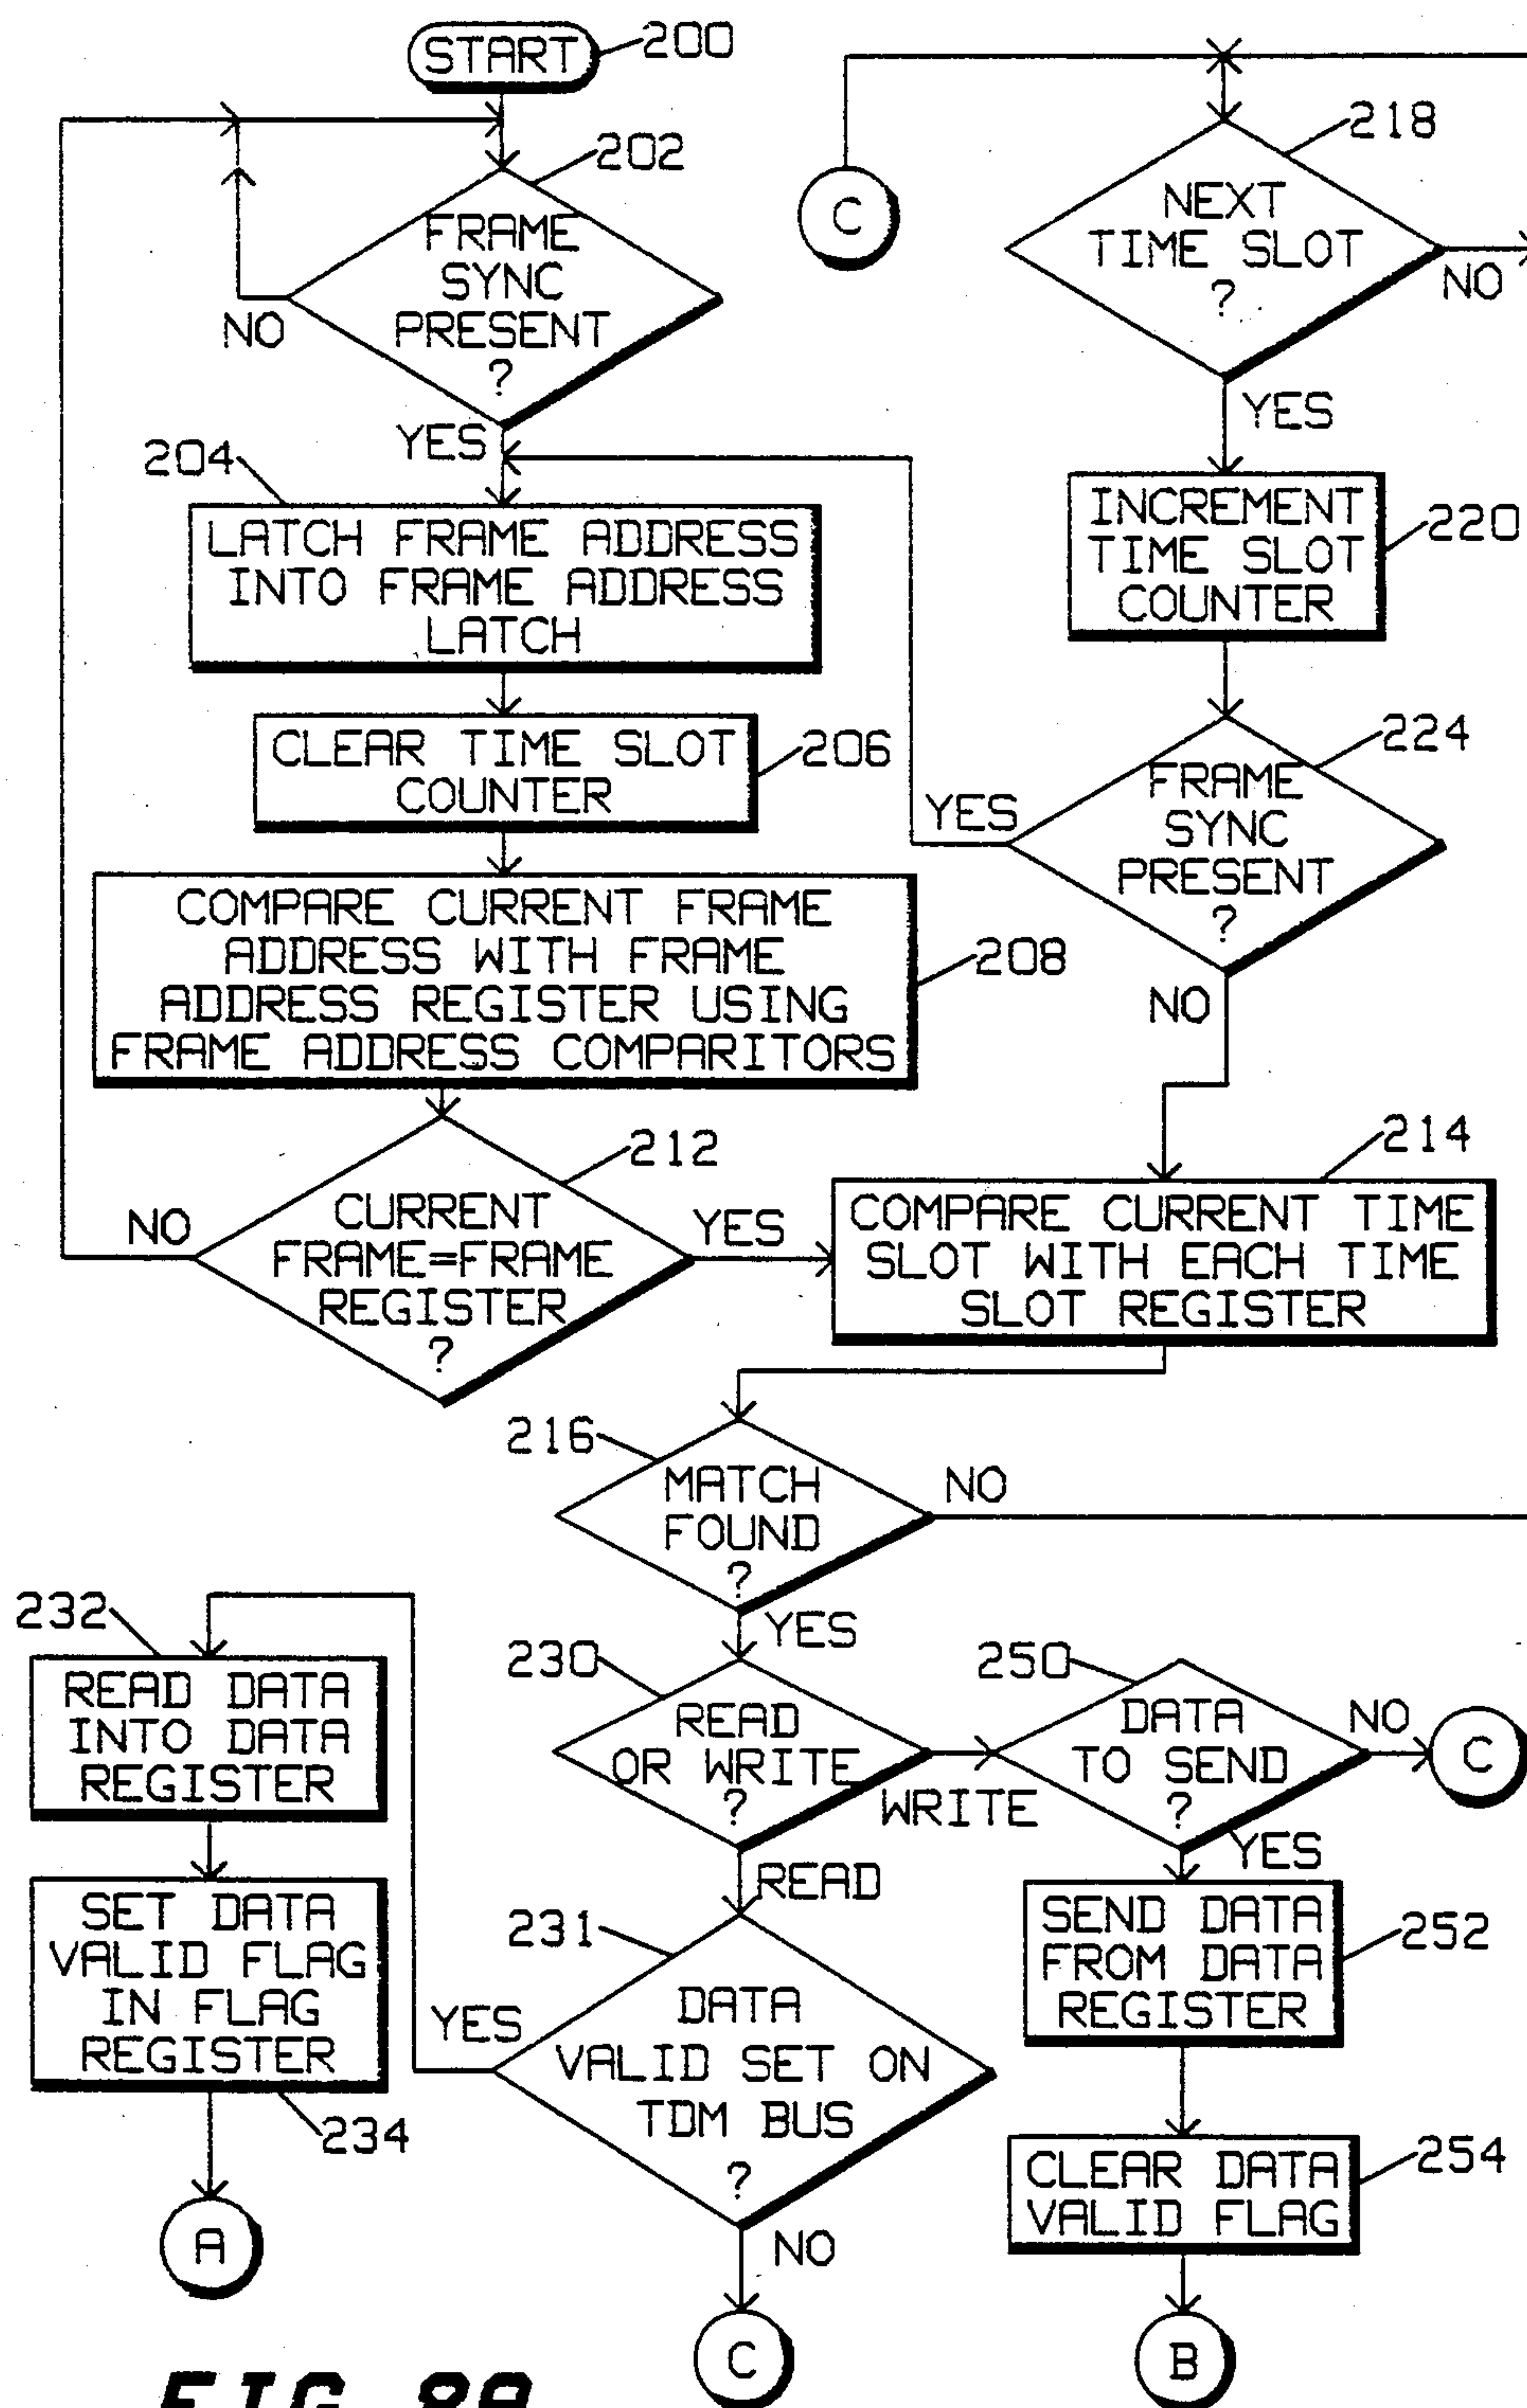 START
200
202
FRAME
SYNC
PRESENT
?
NO
YES
204
LATCH FRAME ADDRESS
INTO FRAME ADDRESS
LATCH
CLEAR TIME SLOT
COUNTER
206
COMPARE CURRENT FRAME
ADDRESS WITH FRAME
ADDRESS REGISTER USING
FRAME ADDRESS COMPARITORS
208
212
CURRENT
FRAME=FRAME
REGISTER
?
NO
YES
C
218
NEXT
TIME SLOT
?
NO
YES
INCREMENT
TIME SLOT
COUNTER
220
224
FRAME
SYNC
PRESENT
?
YES
NO
214
COMPARE CURRENT TIME
SLOT WITH EACH TIME
SLOT REGISTER
216
MATCH
FOUND
?
NO
YES
230
READ
OR WRITE
?
WRITE
READ
250
DATA
TO SEND
?
NO
C
YES
SEND DATA
FROM DATA
REGISTER
252
CLEAR DATA
VALID FLAG
254
B
231
DATA
VALID SET ON
TDM BUS
?
YES
NO
C
232
READ DATA
INTO DATA
REGISTER
SET DATA
VALID FLAG
IN FLAG
REGISTER
234
A
FIG 8A